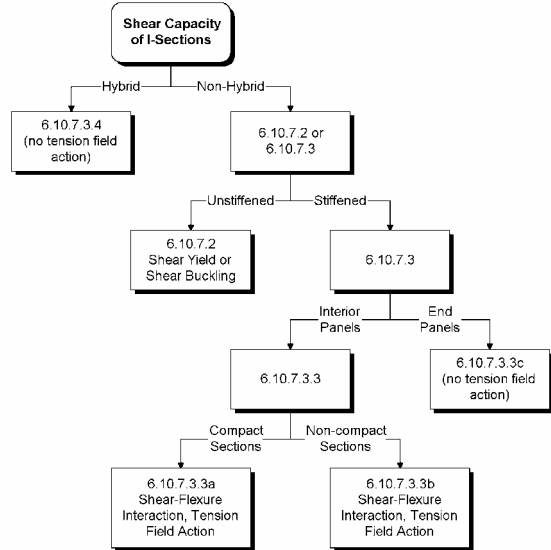 Shear Capacity
of I-Sections
Hybrid
Non-Hybrid
6.10.7.3.4
(no tension field
action)
6.10.7.2 or
6.10.7.3
Unstiffened
Stiffened
6.10.7.2
Shear Yield or
Shear Buckling
6.10.7.3
Interior
Panels
End
Panels
6.10.7.3.3
6.10.7.3.3c
(no tension field
action)
Compact
Sections
Non-compact
Sections
6.10.7.3.3a
Shear-Flexure
Interaction, Tension
Field Action
6.10.7.3.3b
Shear-Flexure
Interaction, Tension
Field Action